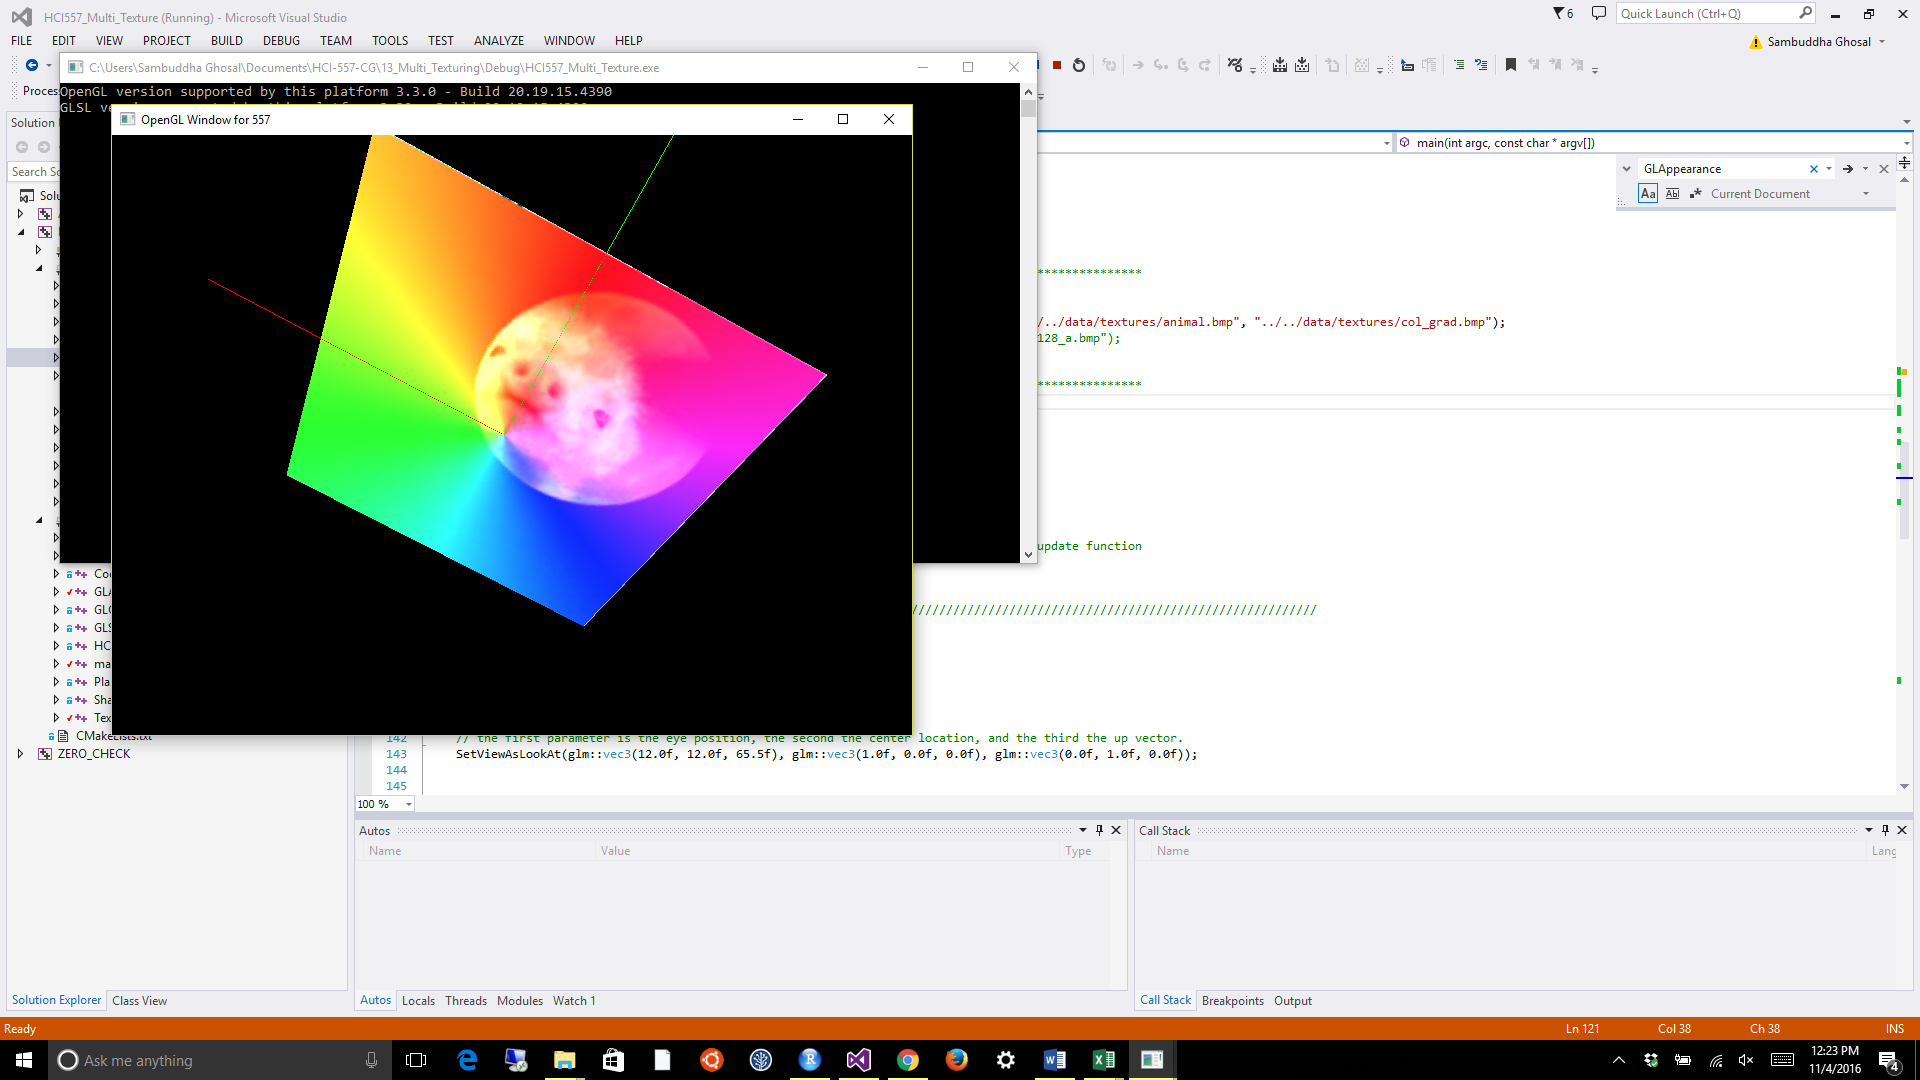 HCI557_Multi_Texture (Running) - Microsoft Visual Studio
6
Quick Launch (Ctrl+Q)
FILE EDIT VIEW PROJECT BUILD DEBUG TEAM TOOLS TEST ANALYZE WINDOW HELP
Sambuddha Ghosal
C:\Users\Sambuddha Ghosal\Documents\HCI-557-CG\13_Multi_Texturing\Debug\HCI557_Multi_Texture.exe
Proces
OpenGL version supported by this platform 3.3.0 - Build 20.19.15.4390
GLSL ve
OpenGL Window for 557
Solution
main(int argc, const char * argv[])
Search So
GLAppearance
Aa Current Document
Solu
***************
/../data/textures/animal.bmp", "../../data/textures/col_grad.bmp");
128_a.bmp");
***************
update function
//////////////////////////////////////////////////////////
Coo
GLA
GLO
GLS
HC
ma
Pla
Sha
Tex
CMakeLists.txt
ZERO_CHECK
142 // the first parameter is the eye position, the second the center location, and the third the up vector.
143 SetViewAsLookAt(glm::vec3(12.0f, 12.0f, 65.5f), glm::vec3(1.0f, 0.0f, 0.0f), glm::vec3(0.0f, 1.0f, 0.0f));
144
145
100 %
Autos
Name Value Type
Call Stack
Name Lang
Solution Explorer Class View
Autos Locals Threads Modules Watch 1
Call Stack Breakpoints Output
Ready Ln 121 Col 38 Ch 38 INS
Ask me anything
12:23 PM
11/4/2016
4